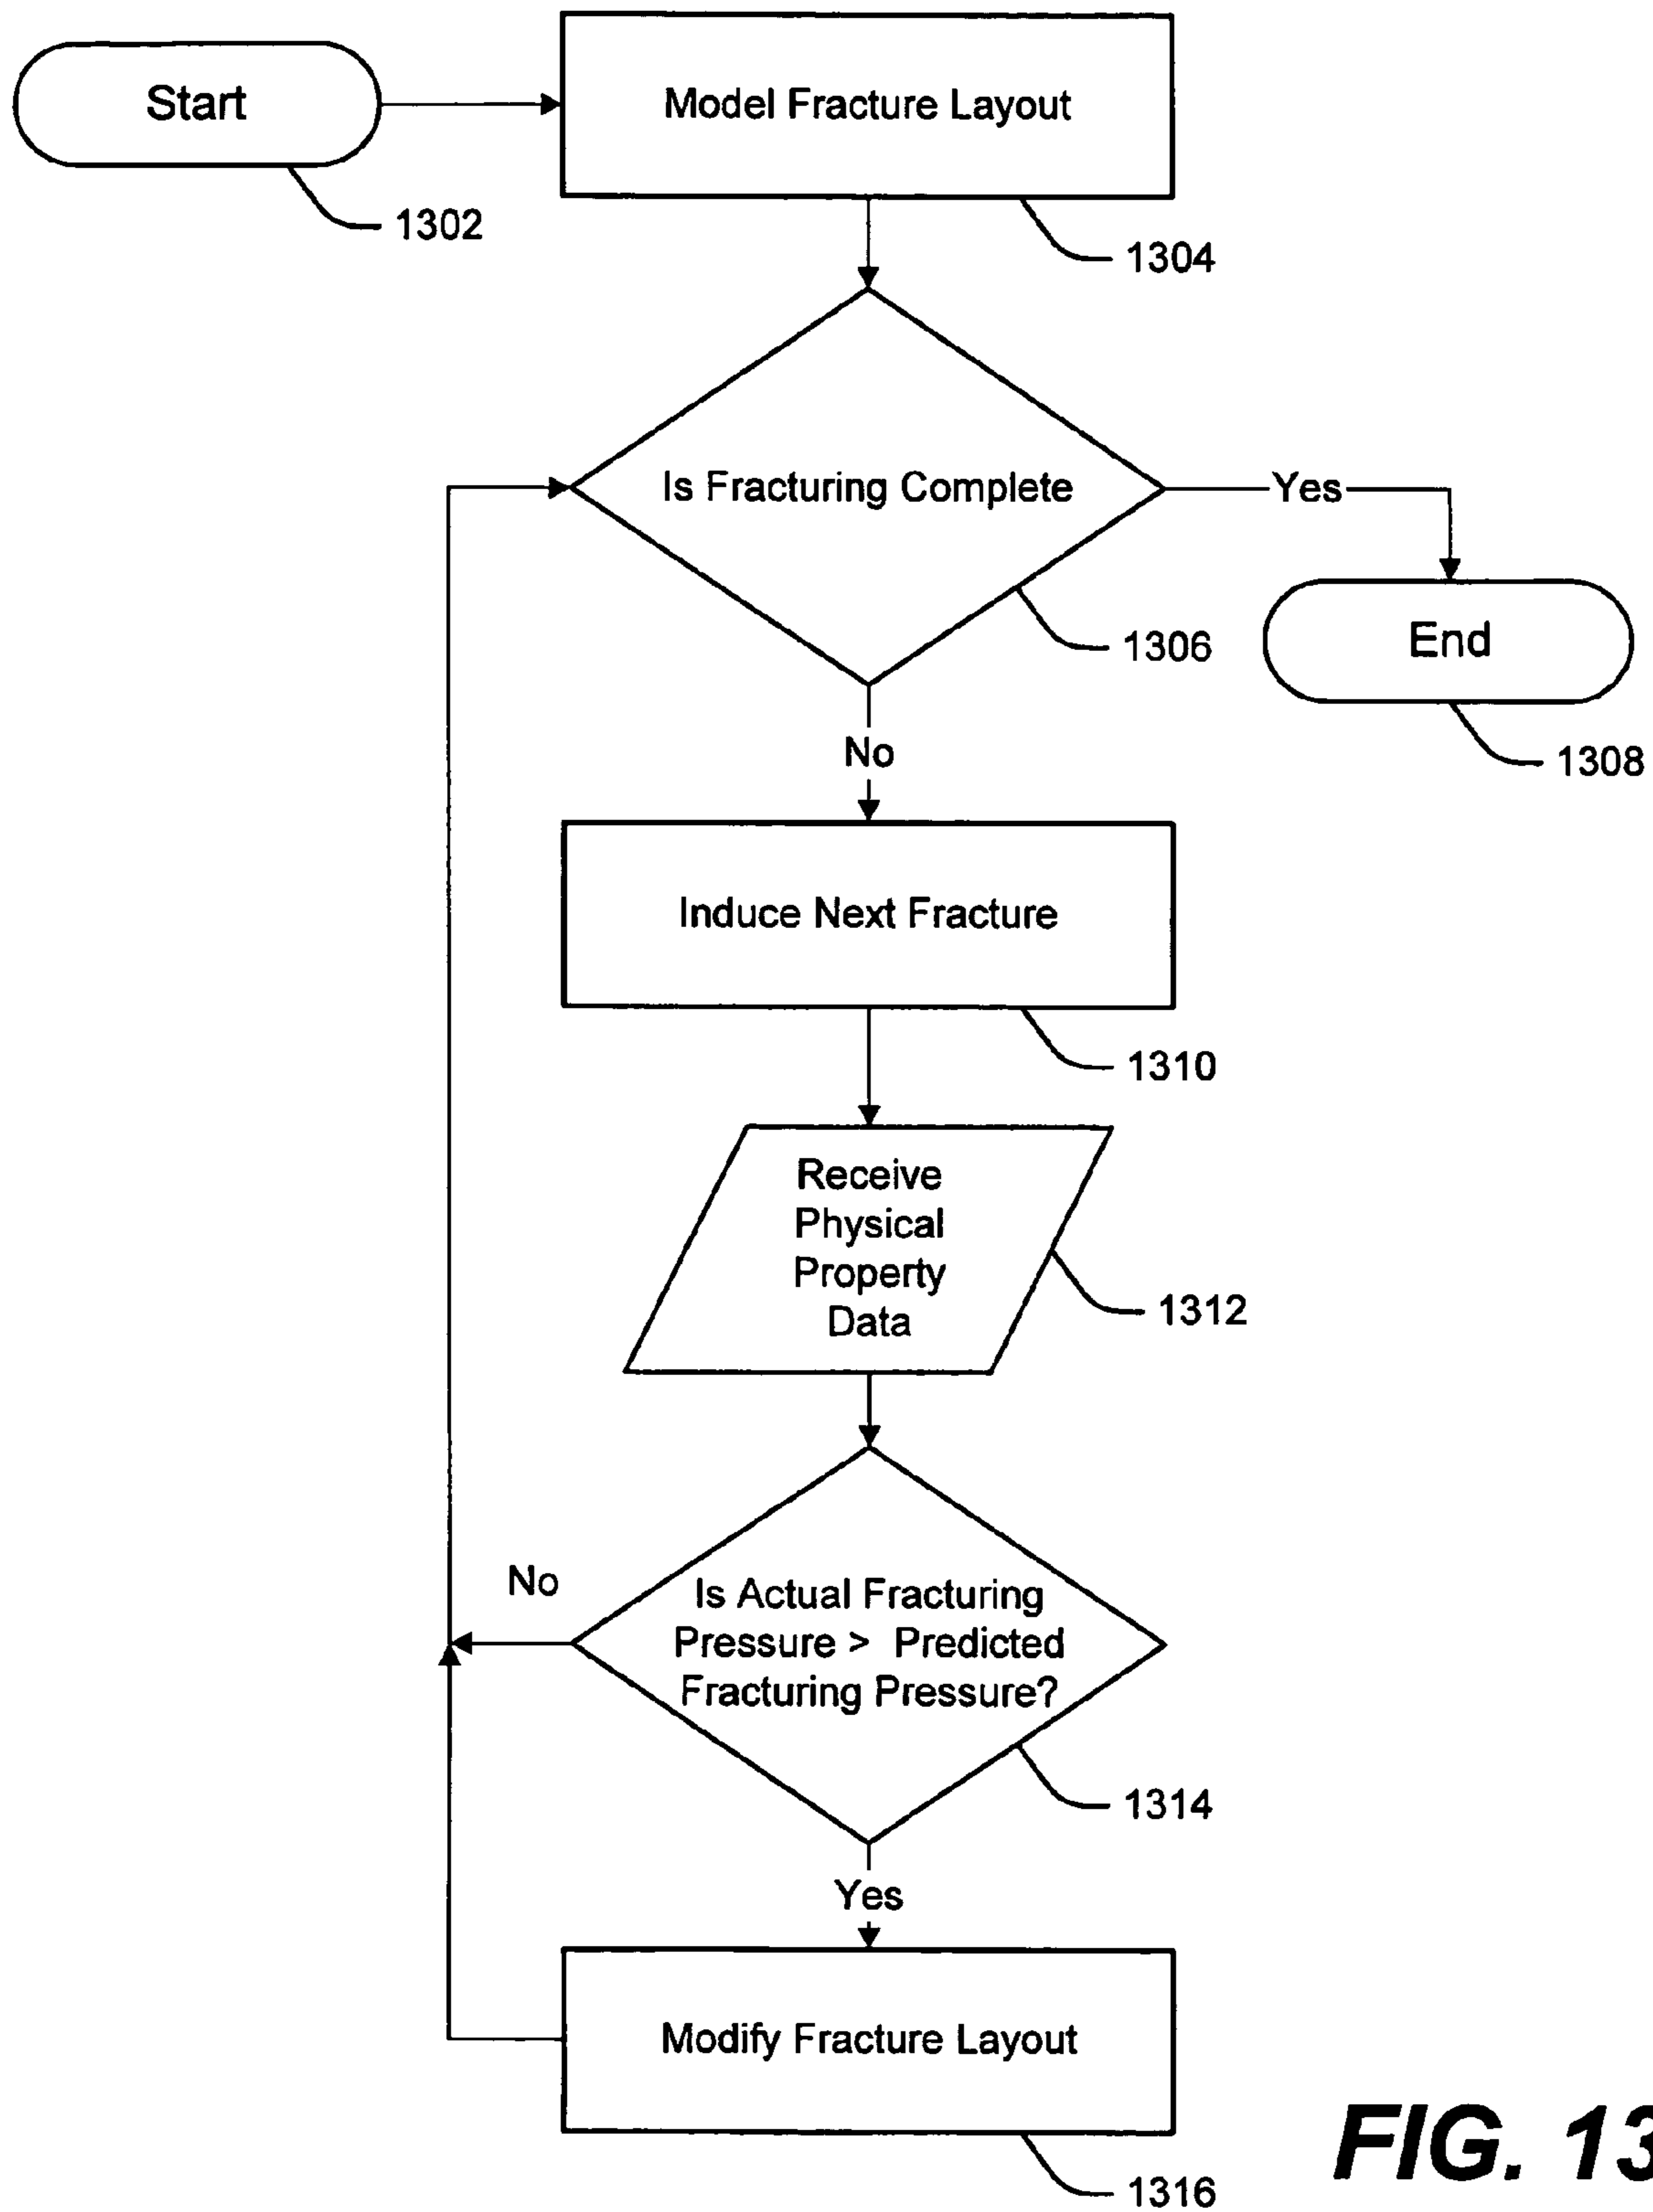 Start
Model Fracture Layout
1302
1304
Is Fracturing Complete
Yes
1306
End
1308
No
Induce Next Fracture
1310
Receive
Physical
Property
Data
1312
No
Is Actual Fracturing
Pressure > Predicted
Fracturing Pressure?
1314
Yes
Modify Fracture Layout
1316
FIG. 13